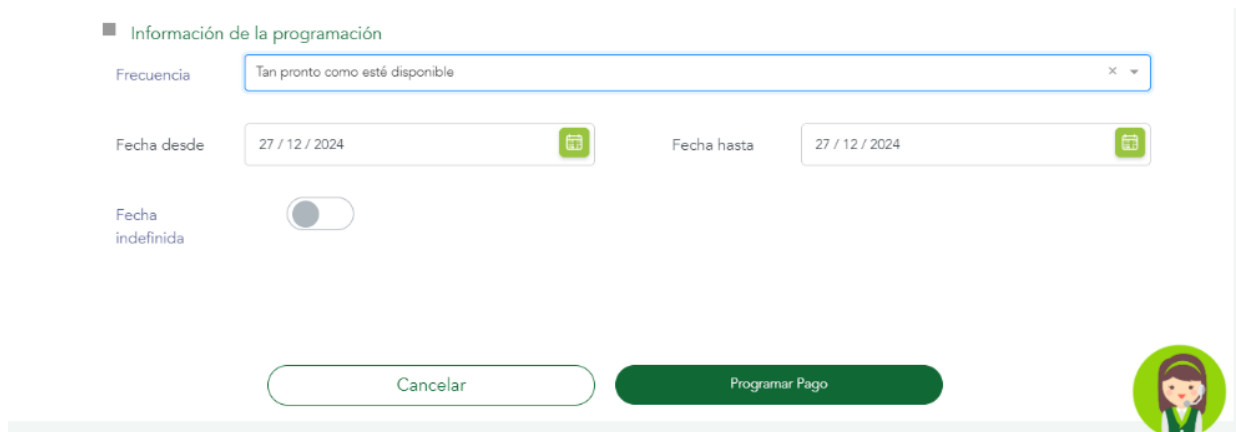 Información de la programación
Frecuencia Tan pronto como esté disponible
Fecha desde 27 / 12 / 2024 Fecha hasta 27 / 12 / 2024
Fecha
indefinida
Cancelar Programar Pago